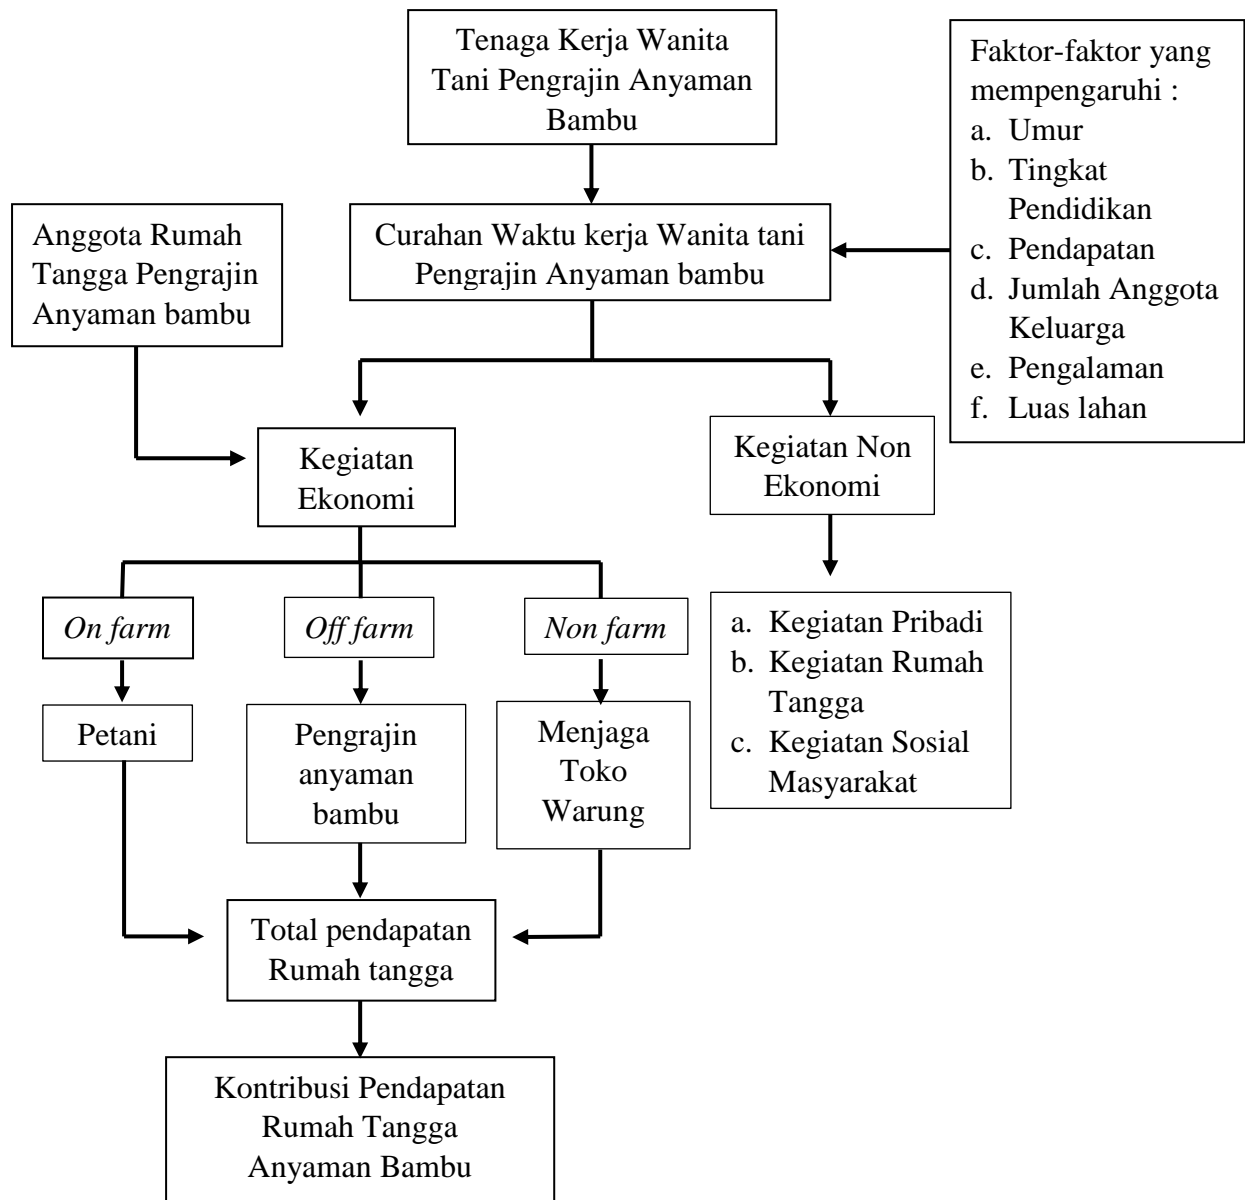 Tenaga Kerja Wanita
Tani Pengrajin Anyaman
Bambu
Faktor-faktor yang
mempengaruhi :
a. Umur
b. Tingkat
Pendidikan
c. Pendapatan
d. Jumlah Anggota
Keluarga
e. Pengalaman
f. Luas lahan
Anggota Rumah
Tangga Pengrajin
Anyaman bambu
Curahan Waktu kerja Wanita tani
Pengrajin Anyaman bambu
Kegiatan
Ekonomi
Kegiatan Non
Ekonomi
On farm
Off farm
Non farm
a. Kegiatan Pribadi
b. Kegiatan Rumah
Tangga
c. Kegiatan Sosial
Masyarakat
Petani
Pengrajin
anyaman
bambu
Menjaga
Toko
Warung
Total pendapatan
Rumah tangga
Kontribusi Pendapatan
Rumah Tangga
Anyaman Bambu